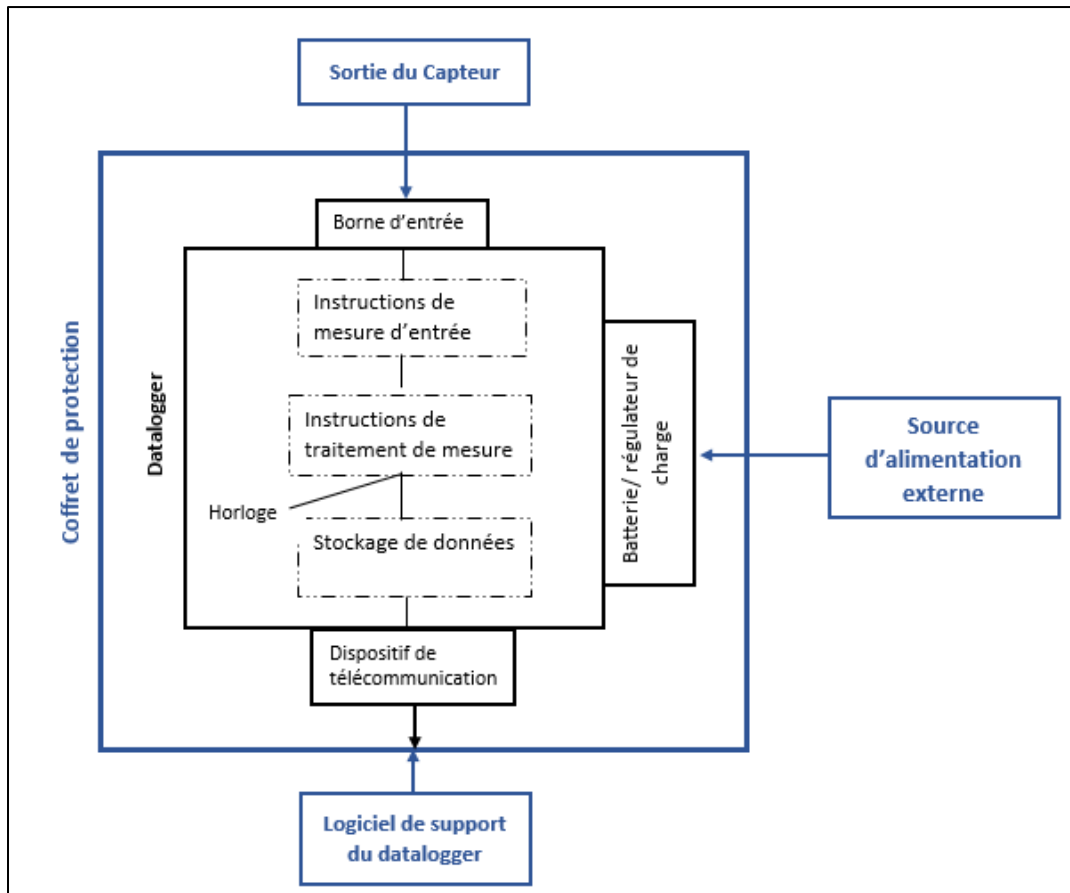 Sortie du Capteur
Borne d'entrée
Instructions de
mesure d'entrée
Instructions de
traitement de mesure
Horloge
Stockage de données
Dispositif de
télécommunication
Datalogger
Coffret de protection
Batterie/ régulateur de
charge
Source
d'alimentation
externe
Logiciel de support
du datalogger